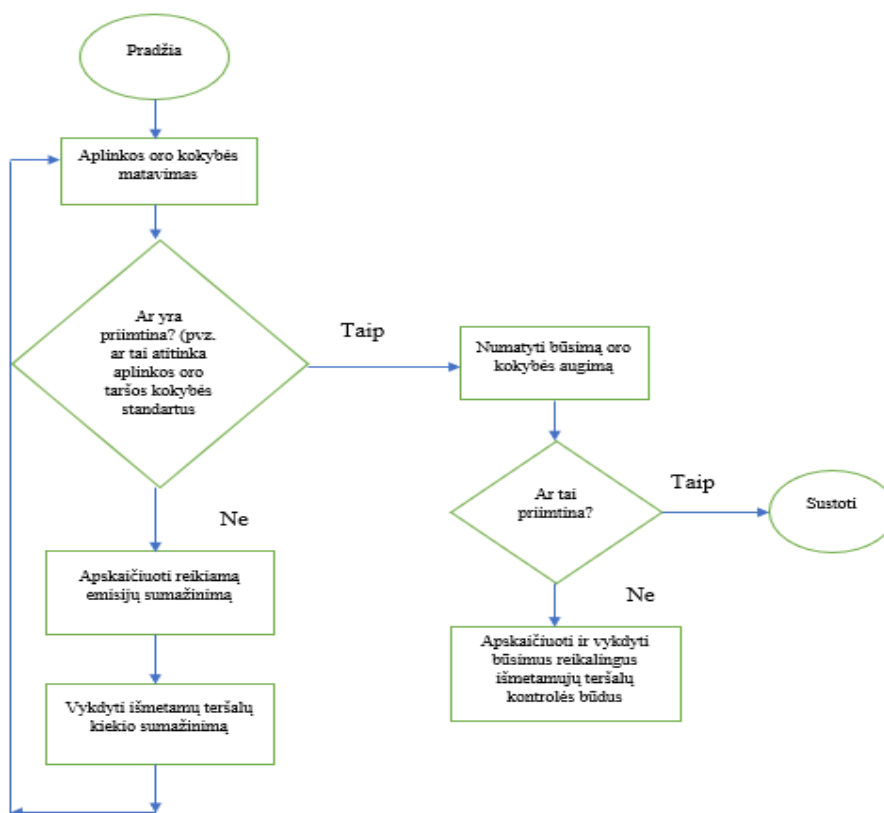 Pradžia
Aplinkos oro kokybės
matavimas
Ar yra
priimtina? (pvz.
ar tai atitinka
aplinkos oro
taršos kokybės
standartus
Taip
Numatyti būsimą oro
kokybės augimą
Ar tai
priimtina?
Taip
Sustoti
Ne
Apskaičiuoti reikiamą
emisijų sumažinimą
Vykdyti išmetamų teršalų
kiekio sumažinimą
Ne
Apskaičiuoti ir vykdyti
būsimus reikalingus
išmetamųjų teršalų
kontrolės būdus